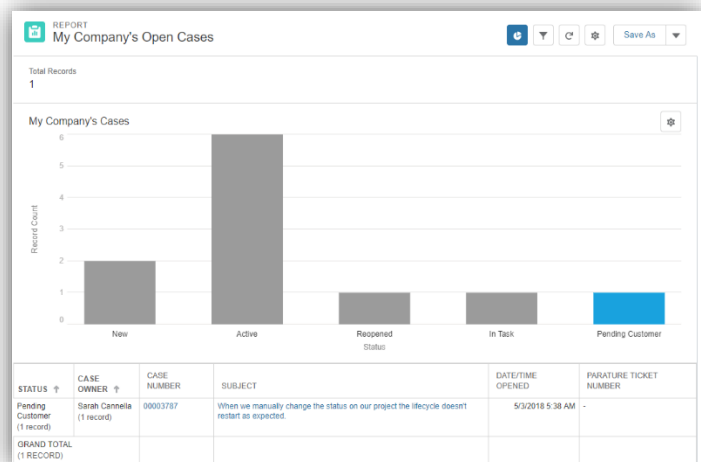 REPORT
My Company's Open Cases
Save As
Total Records
1
My Company's Cases
6
5
4
3
2
1
0
Record Count
New
Active
Reopened
In Task
Pending Customer
Status
STATUS ↑
CASE OWNER ↑
CASE NUMBER
SUBJECT
DATE/TIME OPENED
PARATURE TICKET NUMBER
Pending Customer
(1 record)
Sarah Cannella
(1 record)
00003787
When we manually change the status on our project the lifecycle doesn't
restart as expected.
5/3/2018 5:38 AM
-
GRAND TOTAL
(1 RECORD)